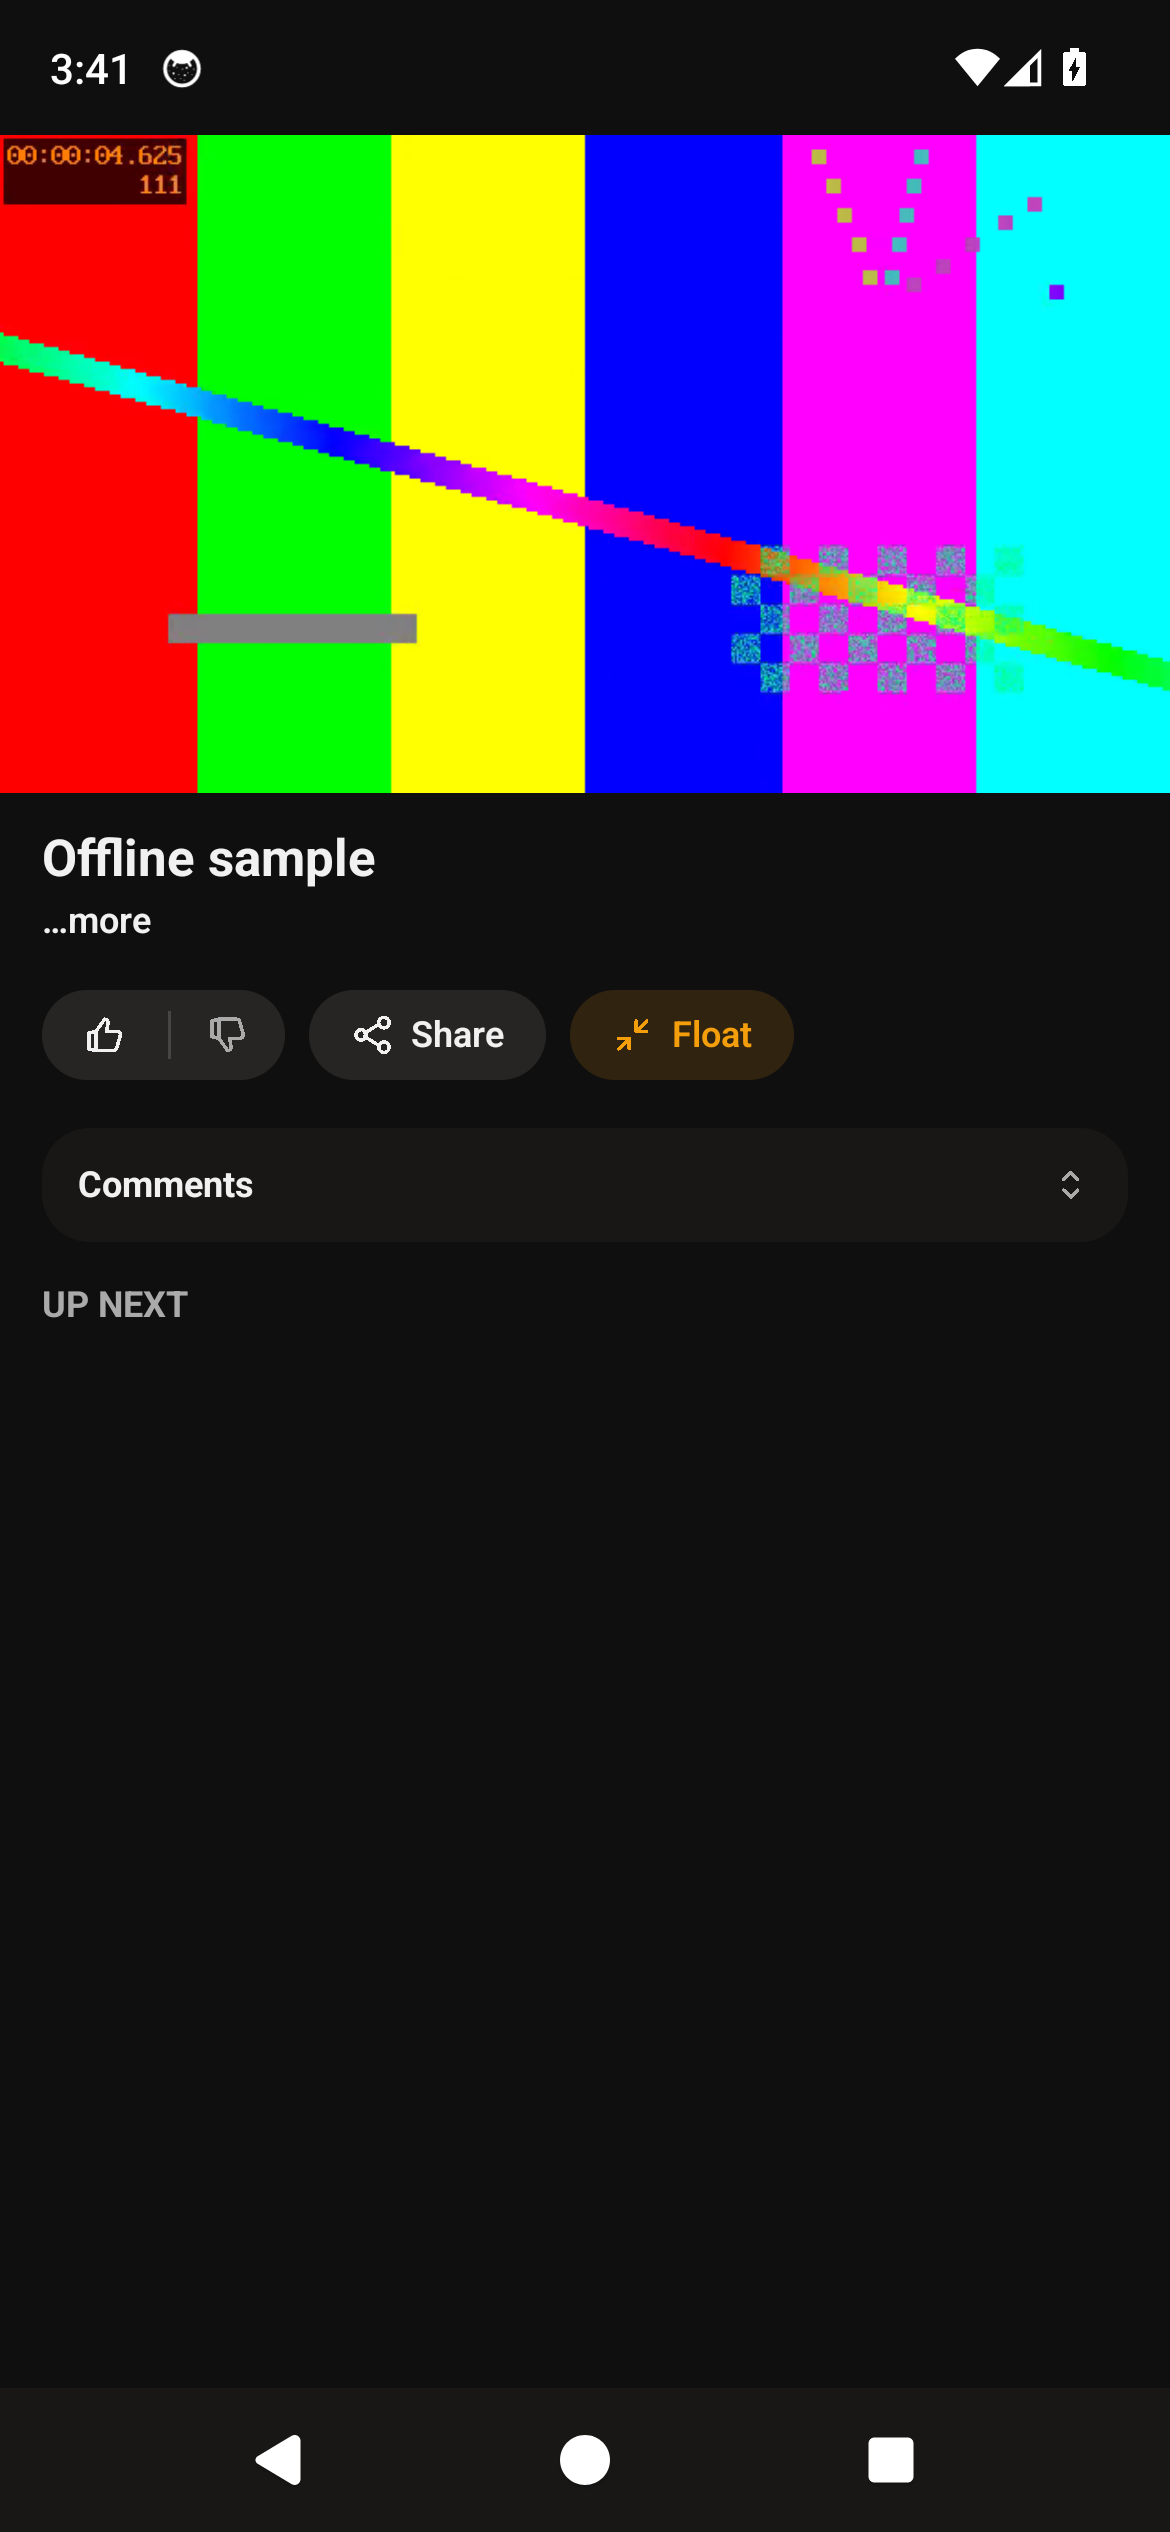 3:41
00:00:04.625
111
Offline sample
...more
Share
Float
Comments
UP NEXT